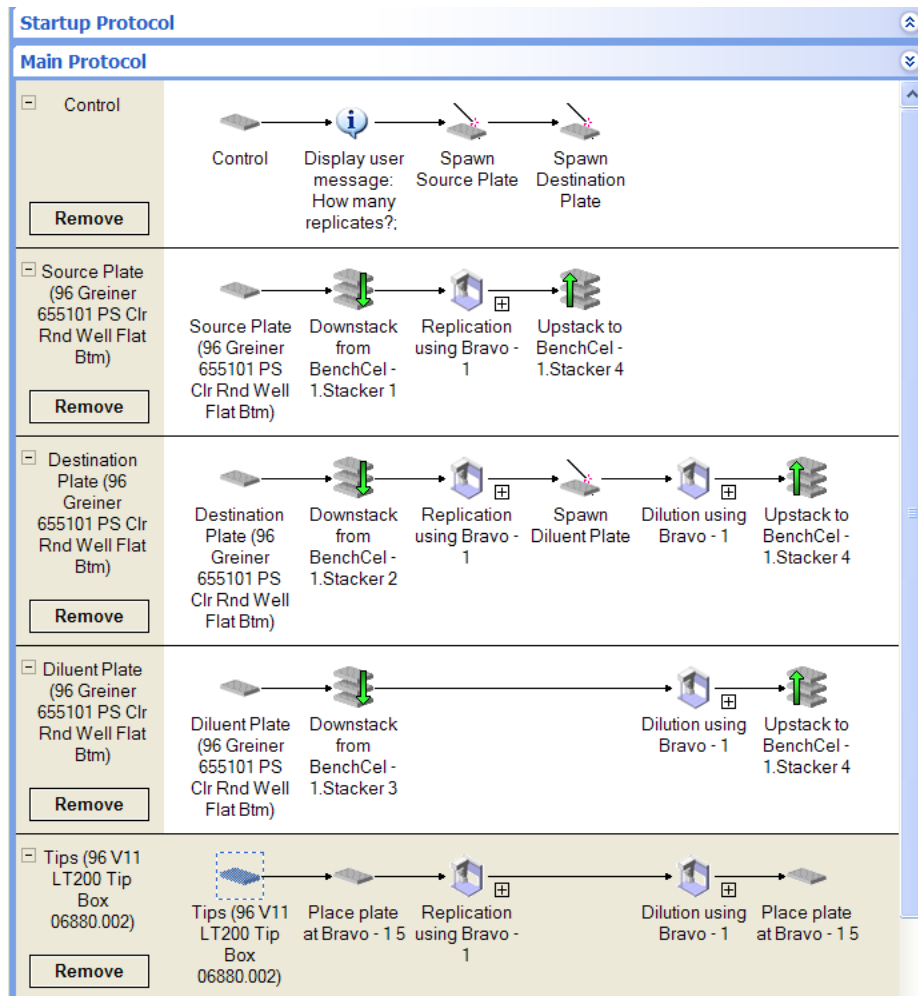 Startup Protocol
Main Protocol
Control
Remove
Control
Display user
message:
How many
replicates?;
Spawn
Source Plate
Spawn
Destination
Plate
Source Plate
(96 Greiner
655101 PS Clr
Rnd Well Flat
Btm)
Remove
Source Plate
(96 Greiner
655101 PS
Clr Rnd Well
Flat Btm)
Downstack
from
BenchCel -
1.Stacker 1
Replication
using Bravo -
1
Upstack to
BenchCel -
1.Stacker 4
Destination
Plate (96
Greiner
655101 PS Clr
Rnd Well Flat
Btm)
Remove
Destination
Plate (96
Greiner
655101 PS
Clr Rnd Well
Flat Btm)
Downstack
from
BenchCel -
1.Stacker 2
Replication
using Bravo -
1
Spawn
Diluent Plate
Dilution using
Bravo - 1
Upstack to
BenchCel -
1.Stacker 4
Diluent Plate
(96 Greiner
655101 PS Clr
Rnd Well Flat
Btm)
Remove
Diluent Plate
(96 Greiner
655101 PS
Clr Rnd Well
Flat Btm)
Downstack
from
BenchCel -
1.Stacker 3
Dilution using
Bravo - 1
Upstack to
BenchCel -
1.Stacker 4
Tips (96 V11
LT200 Tip
Box
06880.002)
Remove
Tips (96 V11
LT200 Tip
Box
06880.002)
Place plate
at Bravo - 1 5
Replication
using Bravo -
1
Dilution using
Bravo - 1
Place plate
at Bravo - 1 5